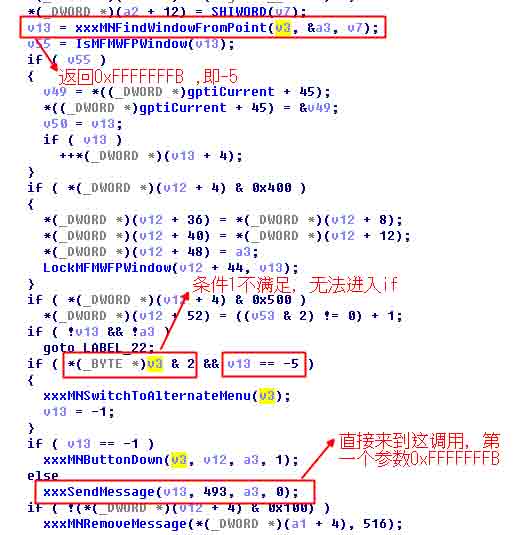 *(_DWORD *)(a2 + 12) = SHIWORD(v7);
v13 = xxxMNFindWindowFromPoint(v3, &a3, v7);
v55 = IsMFMWFPWindow(v13);
if ( v55 )
返回0xFFFFFFFB ,即-5
{
v49 = *((_DWORD *)gptiCurrent + 45);
*((_DWORD *)gptiCurrent + 45) = &v49;
v50 = v13;
if ( v13 )
++*(_DWORD *)(v13 + 4);
}
if ( *(_DWORD *)(v12 + 4) & 0x400 )
{
*(_DWORD *)(v12 + 36) = *(_DWORD *)(v12 + 8);
*(_DWORD *)(v12 + 40) = *(_DWORD *)(v12 + 12);
*(_DWORD *)(v12 + 48) = a3;
LockMFMWFPWindow(v12 + 44, v13);
}
条件1不满足，无法进入if
if ( *(_DWORD *)(v12 + 4) & 0x500 )
*(_DWORD *)(v12 + 52) = ((v53 & 2) != 0) + 1;
if ( !v13 && !a3 )
goto LABEL_22;
if ( *(_BYTE *)v3 & 2 && v13 == -5 )
{
xxxMNSwitchToAlternateMenu(v3);
v13 = -1;
}
if ( v13 == -1 )
xxxMNButtonDown(v3, v12, a3, 1);
else
直接来到这调用，第
一个参数0xFFFFFFFB
xxxSendMessage(v13, 493, a3, 0);
if ( !(*(_DWORD *)(v12 + 4) & 0x100) )
xxxMNRemoveMessage(*(_DWORD *)(a1 + 4), 516);